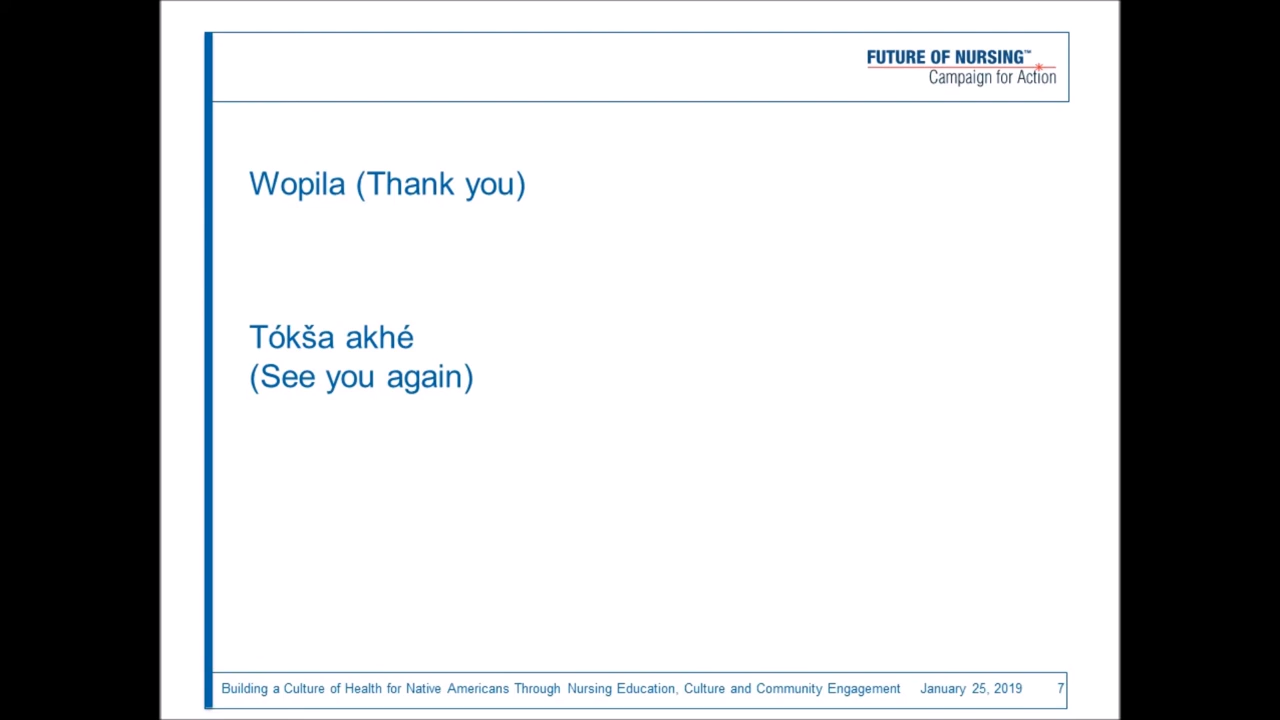 FUTURE OF NURSING™
Campaign for Action
Wopila (Thank you)
Tókša akhé
(See you again)
Building a Culture of Health for Native Americans Through Nursing Education, Culture and Community Engagement January 25, 2019 7